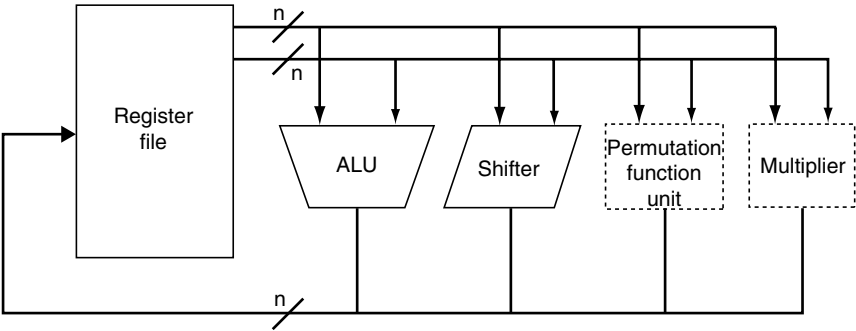 n
n
Register
file
ALU
Shifter
Permutation
function
unit
Multiplier
n